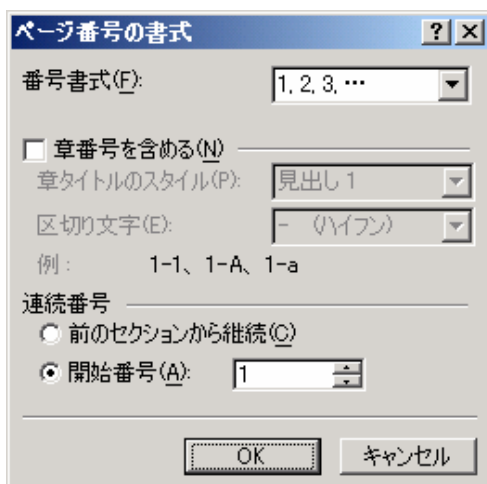 ページ番号の書式
番号書式(F): 1, 2, 3, …
章番号を含める(N)
章タイトルのスタイル(P): 見出し 1
区切り文字(E): - (ハイフン)
例: 1-1、1-A、1-a
連続番号
前のセクションから継続(C)
開始番号(A): 1
OK キャンセル